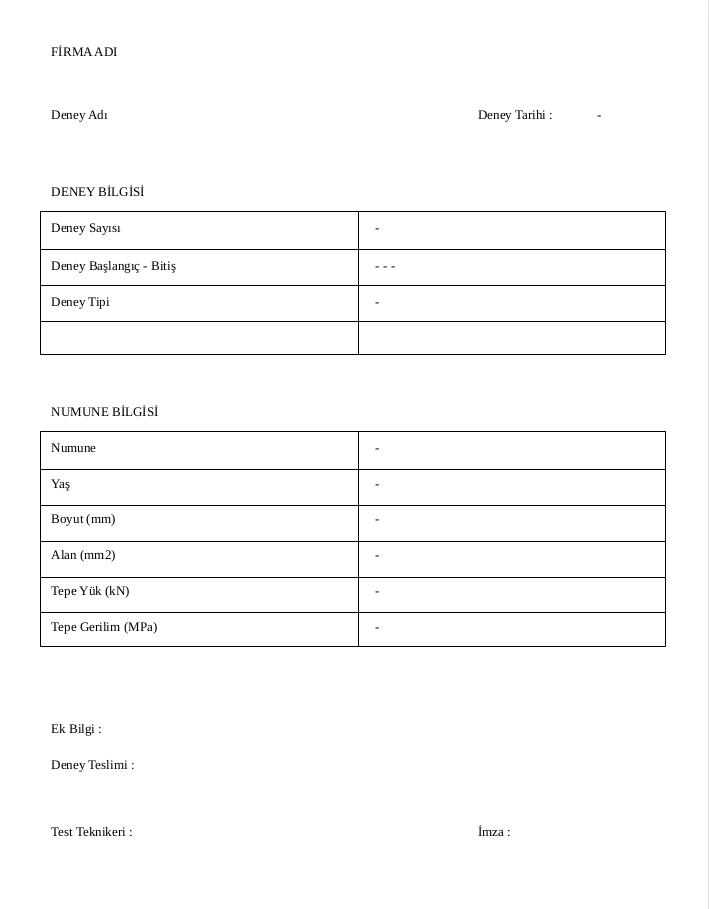 FİRMA ADI
Deney Adı Deney Tarihi : -
DENEY BİLGİSİ
Deney Sayısı -
Deney Başlangıç - Bitiş - - -
Deney Tipi -
NUMUNE BİLGİSİ
Numune -
Yaş -
Boyut (mm) -
Alan (mm2) -
Tepe Yük (kN) -
Tepe Gerilim (MPa) -
Ek Bilgi :
Deney Teslimi :
Test Teknikeri : İmza :